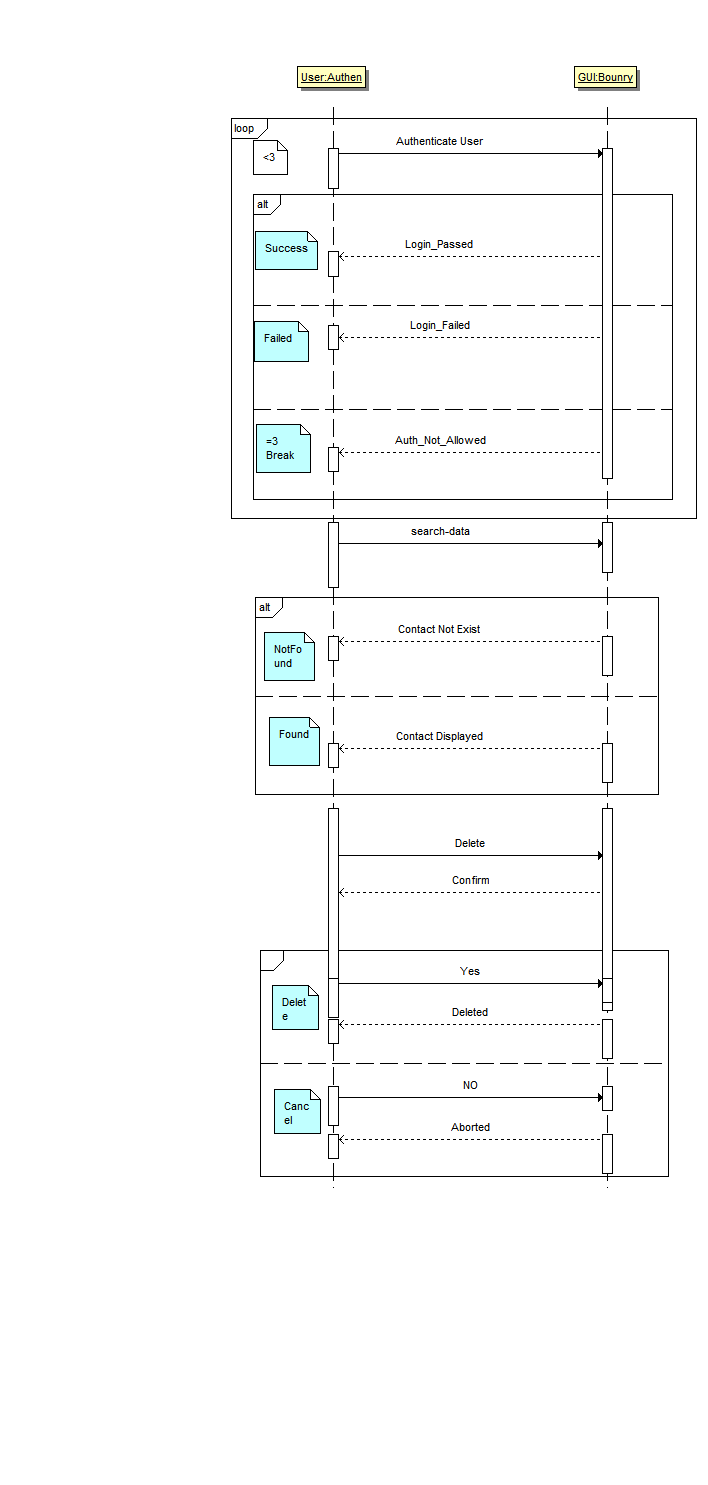 User:Authen
GUI:Bounry
loop
<3
Authenticate User
alt
Success
Login_Passed
Failed
Login_Failed
=3
Break
Auth_Not_Allowed
search-data
alt
Contact Not Exist
NotFo
und
Found
Contact Displayed
Delete
Confirm
Yes
Delet
e
Deleted
NO
Canc
el
Aborted